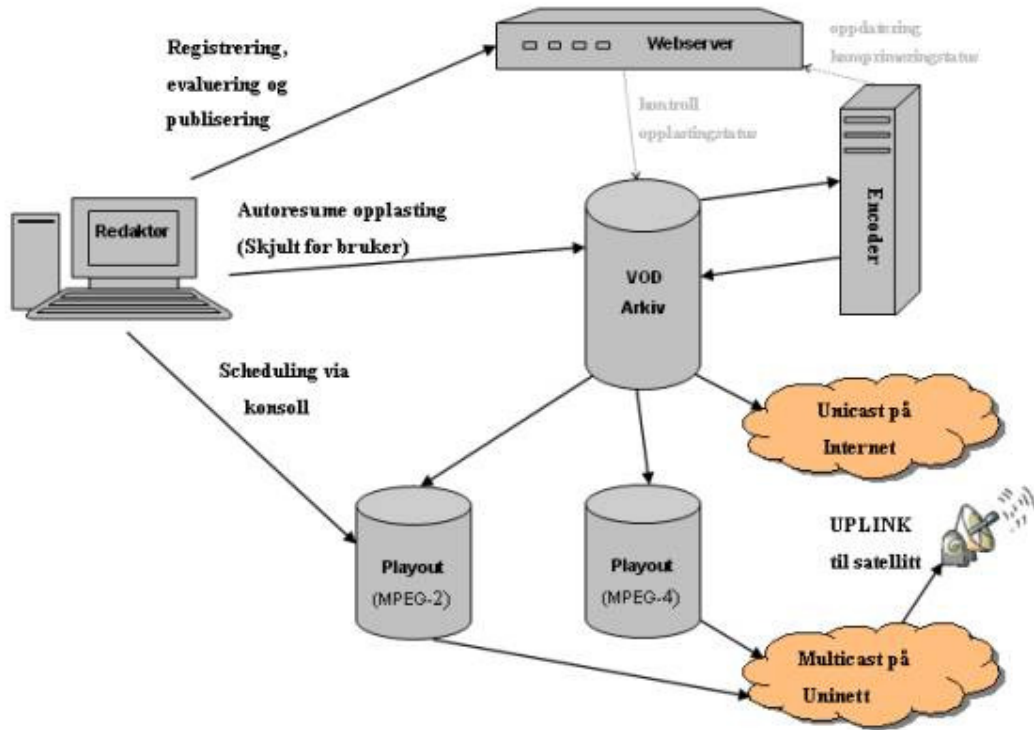 Registrering,
evaluering og
publisering
Webserver
oppdatering
komprimeringstatus
kontroll
opplastingstatus
Redaktør
Autoresume opplasting
(Skjult for bruker)
VOD
Arkiv
Encoder
Scheduling via
konsoll
Unicast på
Internet
Playout
(MPEG-2)
Playout
(MPEG-4)
UPLINK
til satellitt
Multicast på
Uninett